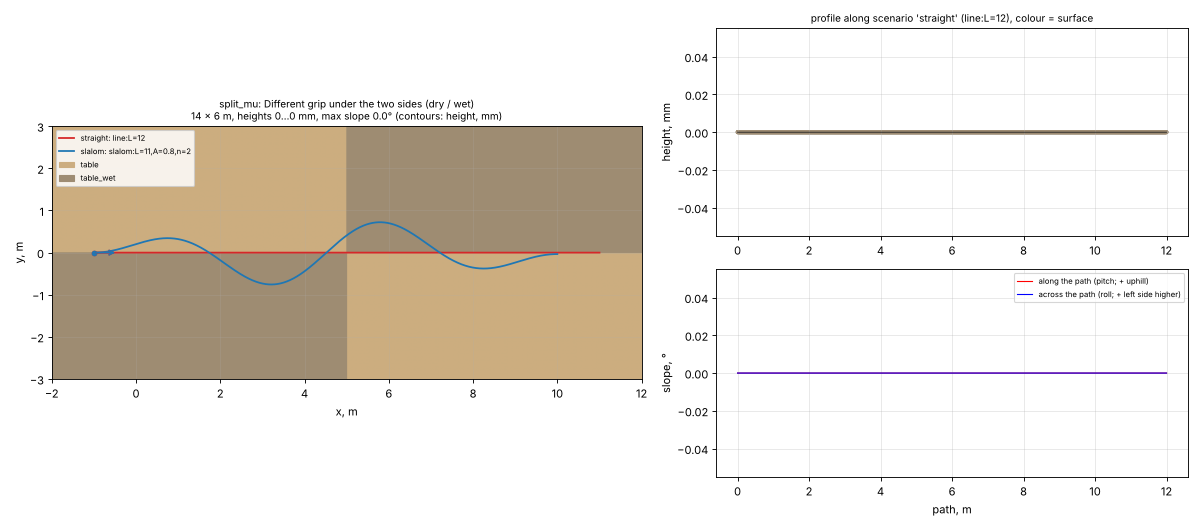 split_mu: Different grip under the two sides (dry / wet)
14 × 6 m, heights 0...0 mm, max slope 0.0° (contours: height, mm)
3
2
1
0
−1
−2
−3
y, m
straight: line:L=12
slalom: slalom:L=11,A=0.8,n=2
table
table_wet
−2
0
2
4
6
8
10
12
x, m
profile along scenario 'straight' (line:L=12), colour = surface
0.04
0.02
0.00
−0.02
−0.04
height, mm
0
2
4
6
8
10
12
0.04
0.02
0.00
−0.02
−0.04
slope, °
along the path (pitch; + uphill)
across the path (roll; + left side higher)
0
2
4
6
8
10
12
path, m